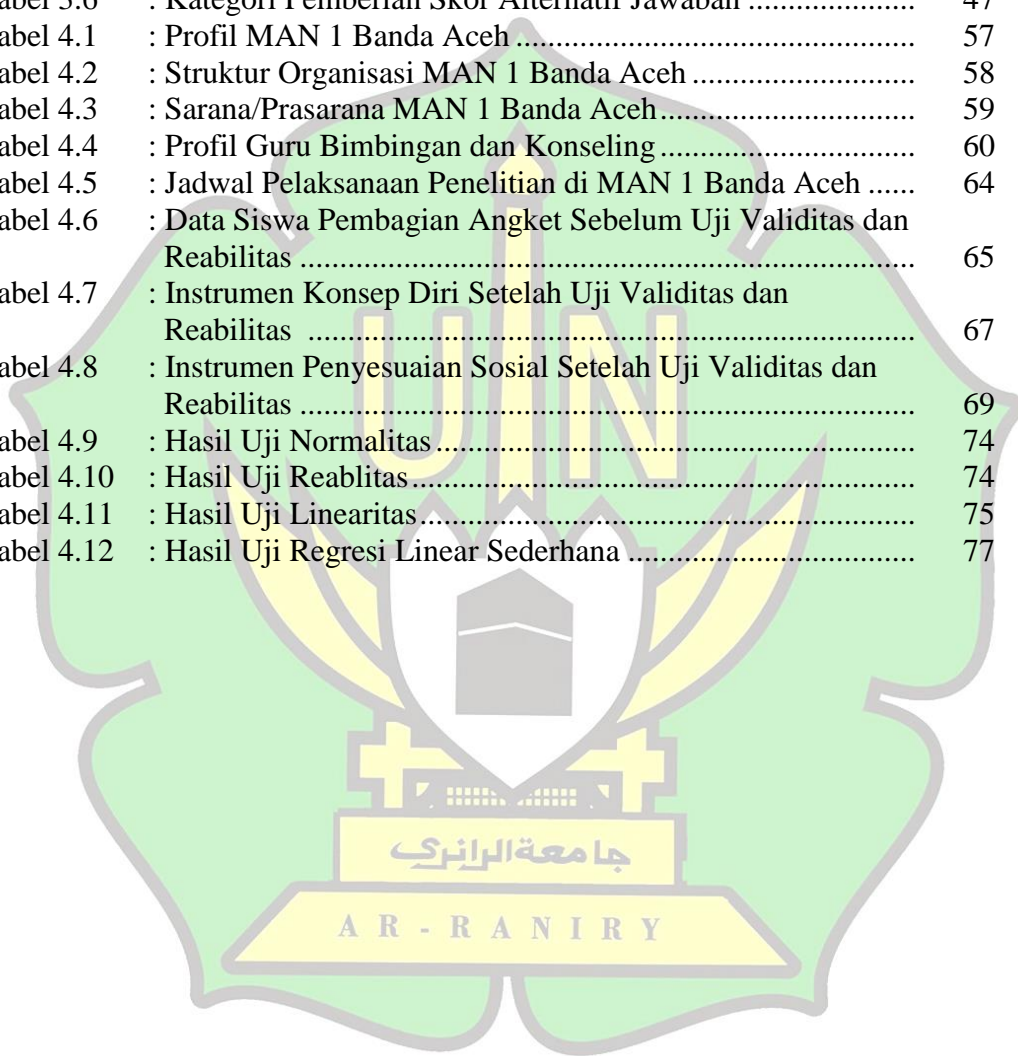 abel 3.6 : Kategori Pemberian Skor Alternatif Jawaban ..................... 47
abel 4.1 : Profil MAN 1 Banda Aceh ................................................... 57
abel 4.2 : Struktur Organisasi MAN 1 Banda Aceh ............................ 58
abel 4.3 : Sarana/Prasarana MAN 1 Banda Aceh ................................ 59
abel 4.4 : Profil Guru Bimbingan dan Konseling ................................ 60
abel 4.5 : Jadwal Pelaksanaan Penelitian di MAN 1 Banda Aceh ...... 64
abel 4.6 : Data Siswa Pembagian Angket Sebelum Uji Validitas dan
Reabilitas .............................................................................. 65
abel 4.7 : Instrumen Konsep Diri Setelah Uji Validitas dan
Reabilitas ............................................................................. 67
abel 4.8 : Instrumen Penyesuaian Sosial Setelah Uji Validitas dan
Reabilitas .............................................................................. 69
abel 4.9 : Hasil Uji Normalitas ............................................................. 74
abel 4.10 : Hasil Uji Reablitas ................................................................ 74
abel 4.11 : Hasil Uji Linearitas ............................................................... 75
abel 4.12 : Hasil Uji Regresi Linear Sederhana .................................... 77
UIN
جامعة الرانري
AR-RANIRY